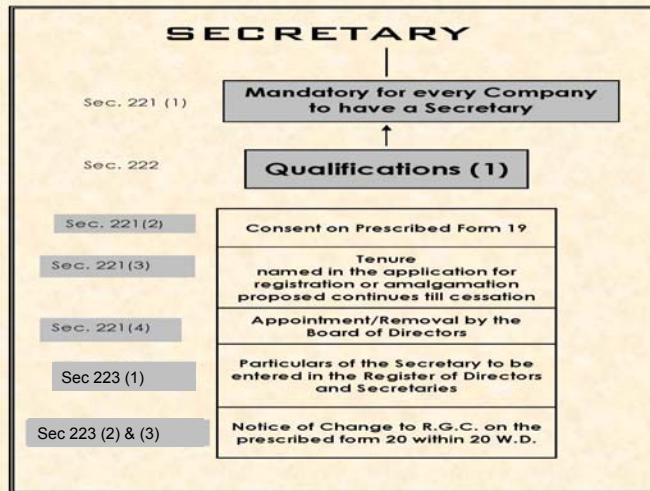 SECRETARY
Sec. 221 (1)
Mandatory for every Company
to have a Secretary
Sec. 222
Qualifications (1)
Sec. 221(2)
Consent on Prescribed Form 19
Sec. 221(3)
Tenure
named in the application for
registration or amalgamation
proposed continues till cessation
Sec. 221(4)
Appointment/Removal by the
Board of Directors
Sec 223 (1)
Particulars of the Secretary to be
entered in the Register of Directors
and Secretaries
Sec 223 (2) & (3)
Notice of Change to R.G.C. on the
prescribed form 20 within 20 W.D.